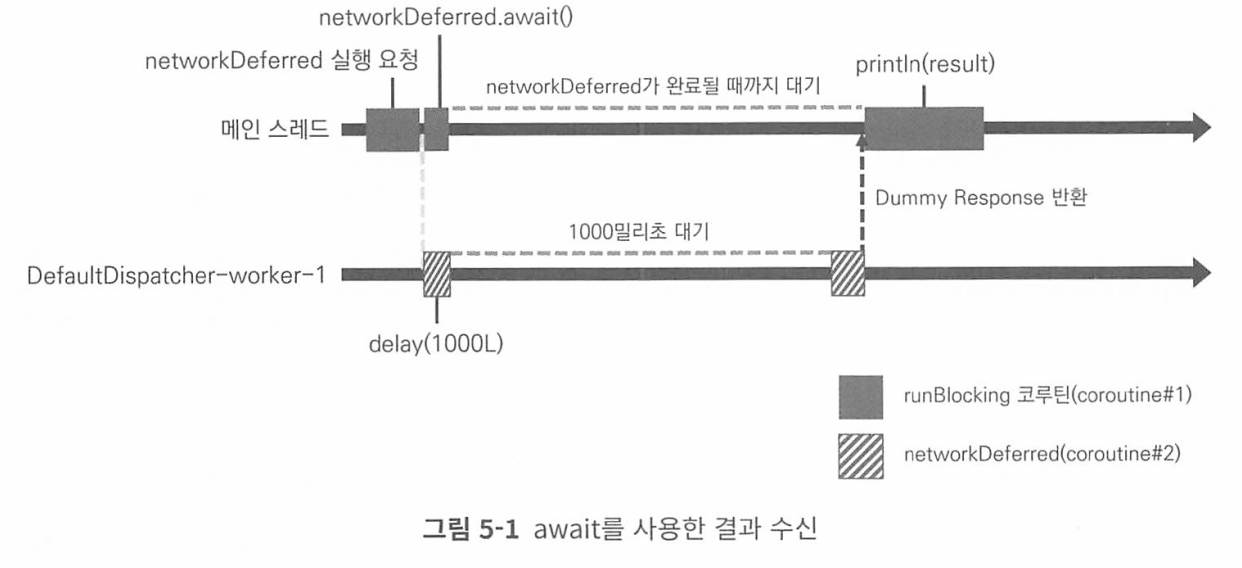 networkDeferred.await()
networkDeferred 실행 요청
println(result)
networkDeferred가 완료될 때까지 대기
메인 스레드
Dummy Response 반환
1000밀리초 대기
DefaultDispatcher-worker-1
delay(1000L)
runBlocking 코루틴(coroutine#1)
networkDeferred(coroutine#2)
그림 5-1 await를 사용한 결과 수신